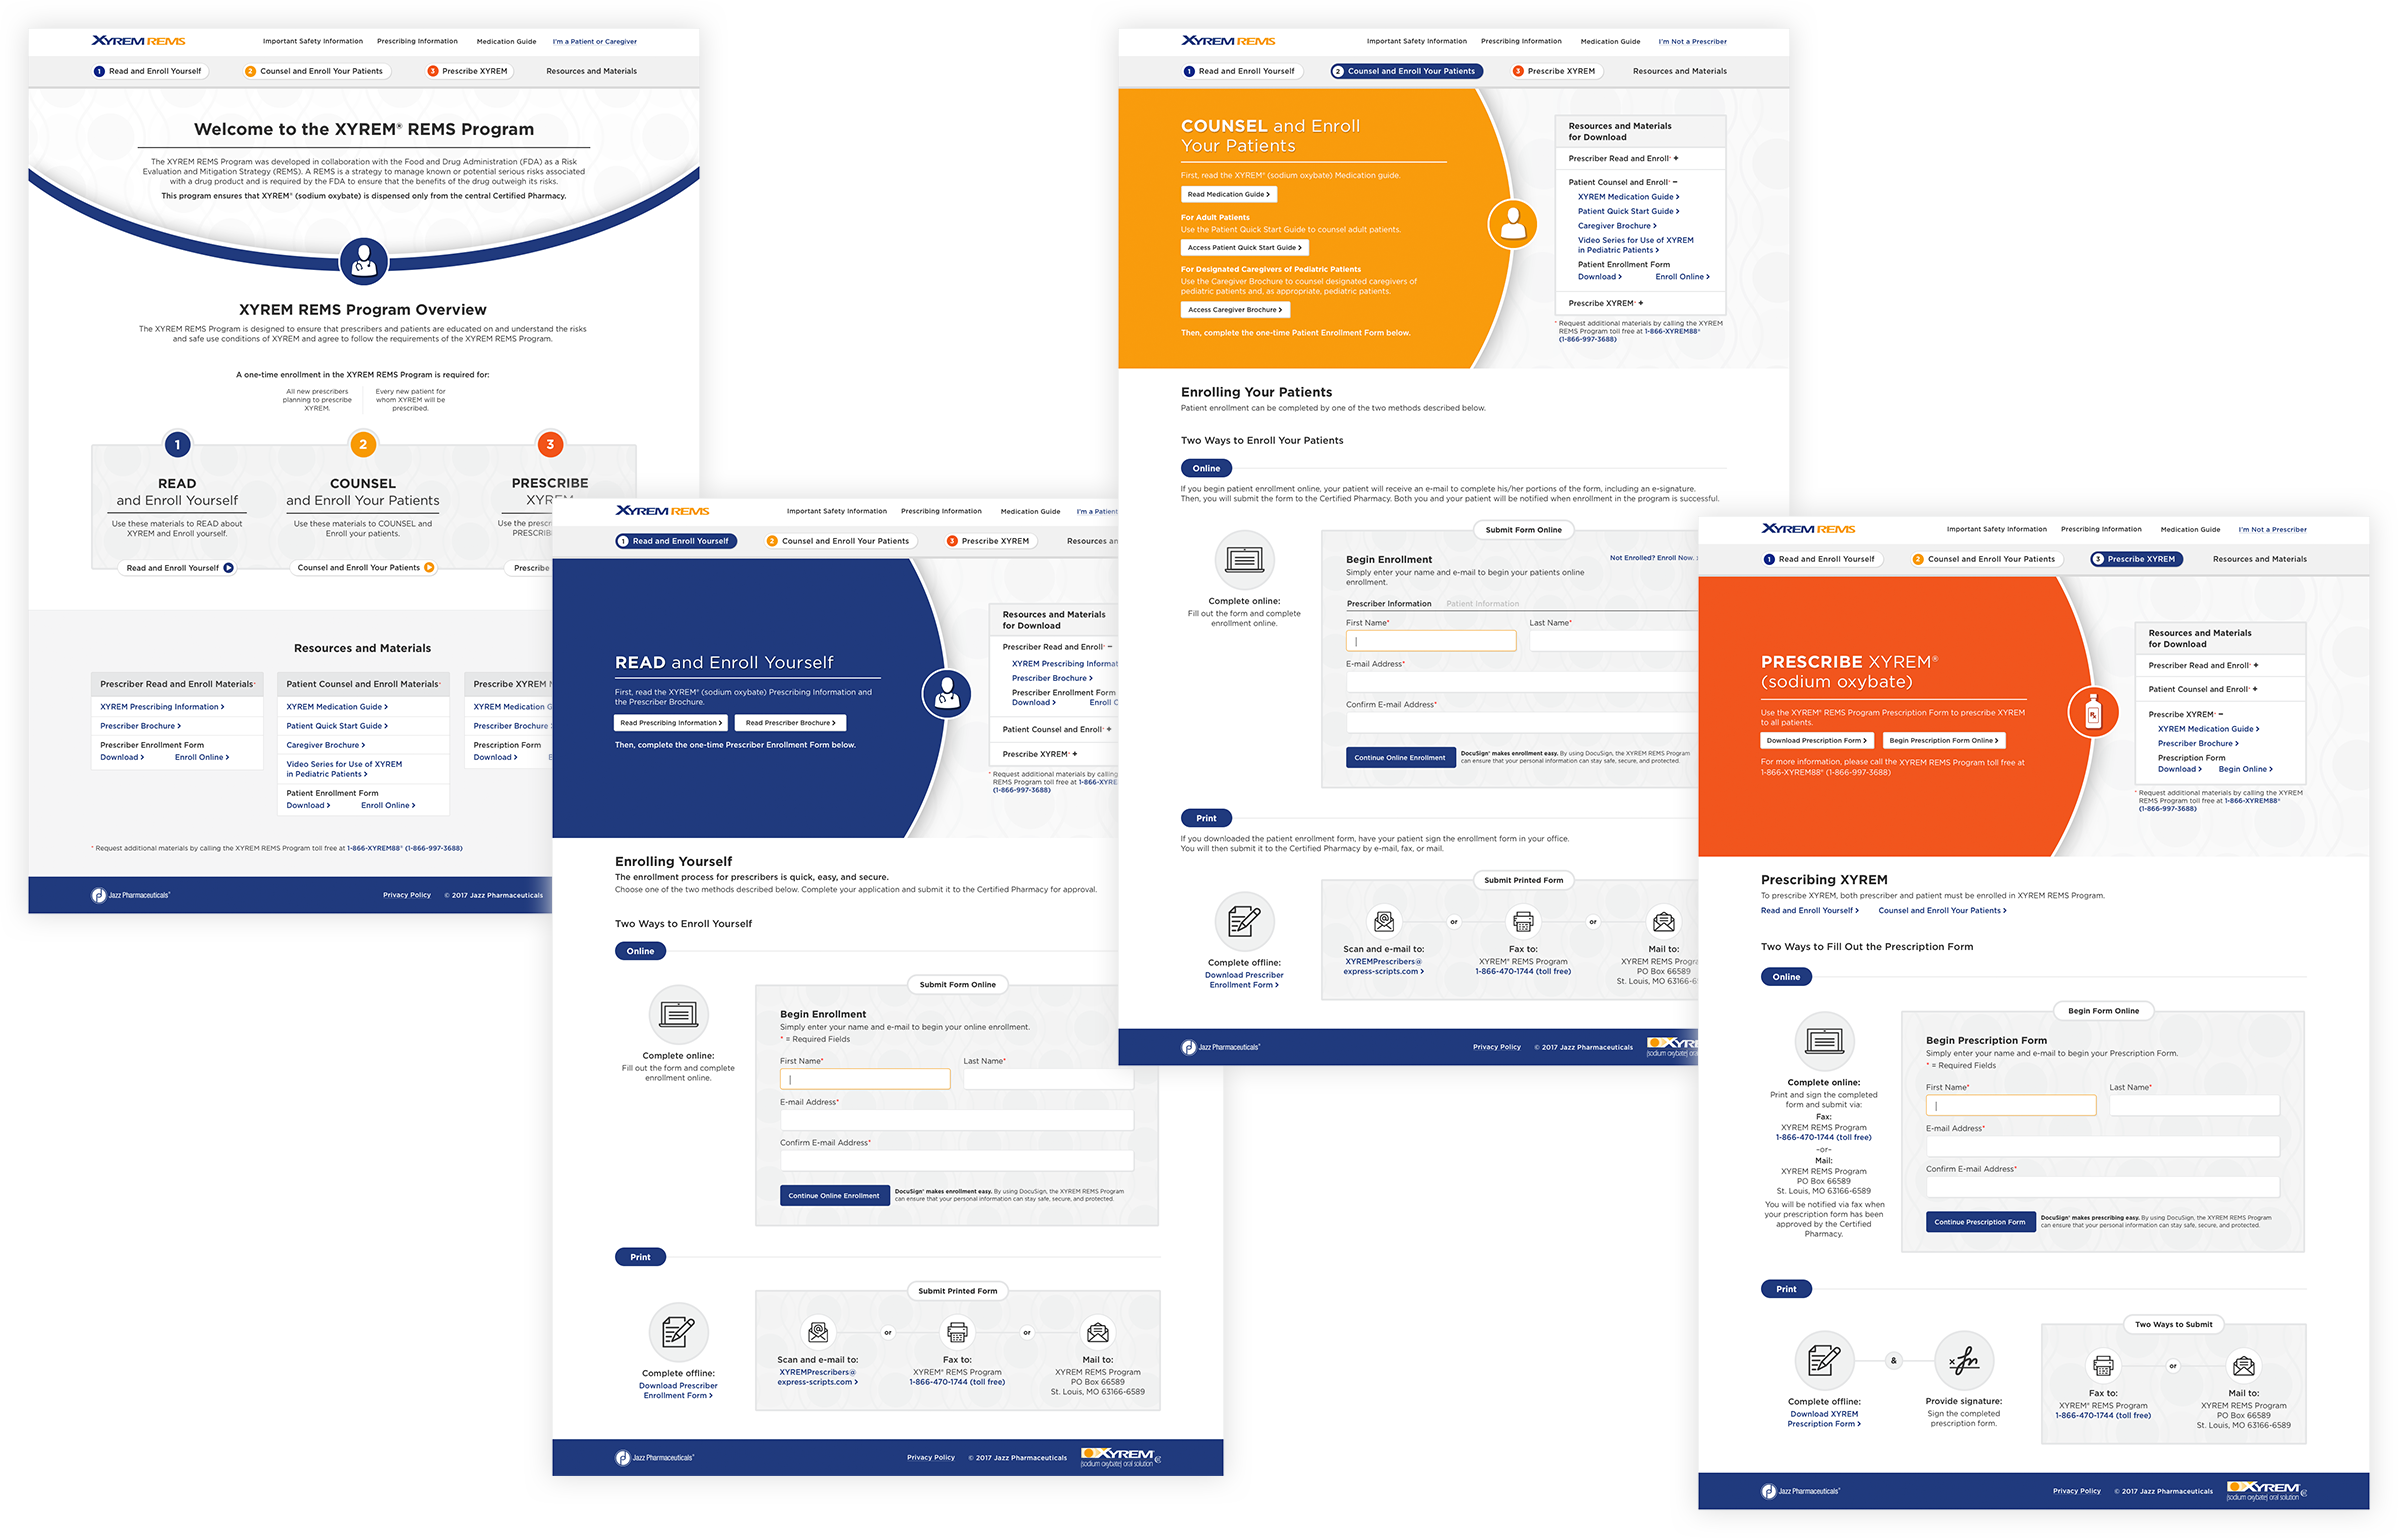 XYREM REMS
Important Safety Information Prescribing Information Medication Guide I'm a Patient or Caregiver
1 Read and Enroll Yourself 2 Counsel and Enroll Your Patients 3 Prescribe XYREM Resources and Materials
Welcome to the XYREM® REMS Program
The XYREM REMS Program was developed in collaboration with the Food and Drug Administration (FDA) as a Risk
Evaluation and Mitigation Strategy (REMS). A REMS is a strategy to manage known or potential serious risks associated
with a drug product and is required by the FDA to ensure that the benefits of the drug outweigh its risks.
This program ensures that XYREM® (sodium oxybate) is dispensed only from the central Certified Pharmacy.
XYREM REMS Program Overview
The XYREM REMS Program is designed to ensure that prescribers and patients are educated on and understand the risks
and safe use conditions of XYREM and agree to follow the requirements of the XYREM REMS Program.
A one-time enrollment in the XYREM REMS Program is required for:
All new prescribers
planning to prescribe
XYREM.
Every new patient for
whom XYREM will be
prescribed.
1
READ
and Enroll Yourself
Use these materials to READ about
XYREM and Enroll yourself.
Read and Enroll Yourself
2
COUNSEL
and Enroll Your Patients
Use these materials to COUNSEL and
Enroll your patients.
Counsel and Enroll Your Patients
3
PRESCRIBE
XYREM
Use the
PRESCRIBE
Prescribe
Resources and Materials
Prescriber Read and Enroll Materials*
XYREM Prescribing Information >
Prescriber Brochure >
Prescriber Enrollment Form
Download > Enroll Online >
Patient Counsel and Enroll Materials*
XYREM Medication Guide >
Patient Quick Start Guide >
Caregiver Brochure >
Video Series for Use of XYREM
in Pediatric Patients >
Patient Enrollment Form
Download > Enroll Online >
Prescribe XYREM
XYREM Medication G
Prescriber Brochure >
Prescription Form
Download >
* Request additional materials by calling the XYREM REMS Program toll free at 1-866-XYREM88® (1-866-997-3688)
Jazz Pharmaceuticals® Privacy Policy © 2017 Jazz Pharmaceuticals
XYREM REMS
Important Safety Information Prescribing Information Medication Guide I'm a Patient
1 Read and Enroll Yourself 2 Counsel and Enroll Your Patients 3 Prescribe XYREM Resources an
READ and Enroll Yourself
First, read the XYREM® (sodium oxybate) Prescribing Information and
the Prescriber Brochure.
Read Prescribing Information > Read Prescriber Brochure >
Then, complete the one-time Prescriber Enrollment Form below.
Resources and Materials
for Download
Prescriber Read and Enroll* –
XYREM Prescribing Informat
Prescriber Brochure >
Prescriber Enrollment Form
Download > Enroll O
Patient Counsel and Enroll* +
Prescribe XYREM* +
* Request additional materials by calling
REMS Program toll free at 1-866-XYRE
(1-866-997-3688)
Enrolling Yourself
The enrollment process for prescribers is quick, easy, and secure.
Choose one of the two methods described below. Complete your application and submit it to the Certified Pharmacy for approval.
Two Ways to Enroll Yourself
Online
Complete online:
Fill out the form and complete
enrollment online.
Submit Form Online
Begin Enrollment
Simply enter your name and e-mail to begin your online enrollment.
* = Required Fields
First Name* Last Name*
E-mail Address*
Confirm E-mail Address*
Continue Online Enrollment
DocuSign® makes enrollment easy. By using DocuSign, the XYREM REMS Program
can ensure that your personal information can stay safe, secure, and protected.
Print
Complete offline:
Download Prescriber
Enrollment Form >
Submit Printed Form
Scan and e-mail to:
XYREMPrescribers@
express-scripts.com >
or
Fax to:
XYREM® REMS Program
1-866-470-1744 (toll free)
or
Mail to:
XYREM REMS Program
PO Box 66589
St. Louis, MO 63166-6589
Jazz Pharmaceuticals® Privacy Policy © 2017 Jazz Pharmaceuticals XYREM®
(sodium oxybate) oral solution CIII
XYREM REMS
Important Safety Information Prescribing Information Medication Guide I'm Not a Prescriber
1 Read and Enroll Yourself 2 Counsel and Enroll Your Patients 3 Prescribe XYREM Resources and Materials
COUNSEL and Enroll
Your Patients
First, read the XYREM® (sodium oxybate) Medication guide.
Read Medication Guide >
For Adult Patients
Use the Patient Quick Start Guide to counsel adult patients.
Access Patient Quick Start Guide >
For Designated Caregivers of Pediatric Patients
Use the Caregiver Brochure to counsel designated caregivers of
pediatric patients and, as appropriate, pediatric patients.
Access Caregiver Brochure >
Then, complete the one-time Patient Enrollment Form below.
Resources and Materials
for Download
Prescriber Read and Enroll* +
Patient Counsel and Enroll* –
XYREM Medication Guide >
Patient Quick Start Guide >
Caregiver Brochure >
Video Series for Use of XYREM
in Pediatric Patients >
Patient Enrollment Form
Download > Enroll Online >
Prescribe XYREM* +
* Request additional materials by calling the XYREM
REMS Program toll free at 1-866-XYREM88®
(1-866-997-3688)
Enrolling Your Patients
Patient enrollment can be completed by one of the two methods described below.
Two Ways to Enroll Your Patients
Online
If you begin patient enrollment online, your patient will receive an e-mail to complete his/her portions of the form, including an e-signature.
Then, you will submit the form to the Certified Pharmacy. Both you and your patient will be notified when enrollment in the program is successful.
Complete online:
Fill out the form and complete
enrollment online.
Submit Form Online
Begin Enrollment Not Enrolled? Enroll Now.
Simply enter your name and e-mail to begin your patients online
enrollment.
Prescriber Information Patient Information
First Name* Last Name*
E-mail Address*
Confirm E-mail Address*
Continue Online Enrollment
DocuSign® makes enrollment easy. By using DocuSign, the XYREM REMS Program
can ensure that your personal information can stay safe, secure, and protected.
Print
If you downloaded the patient enrollment form, have your patient sign the enrollment form in your office.
You will then submit it to the Certified Pharmacy by e-mail, fax, or mail.
Complete offline:
Download Prescriber
Enrollment Form >
Submit Printed Form
Scan and e-mail to:
XYREMPrescribers@
express-scripts.com >
or
Fax to:
XYREM® REMS Program
1-866-470-1744 (toll free)
or
Mail to:
XYREM REMS Progra
PO Box 66589
St. Louis, MO 63166-6
Jazz Pharmaceuticals® Privacy Policy © 2017 Jazz Pharmaceuticals XYRE
(sodium oxybate) oral
XYREM REMS
Important Safety Information Prescribing Information Medication Guide I'm Not a Prescriber
1 Read and Enroll Yourself 2 Counsel and Enroll Your Patients 3 Prescribe XYREM Resources and Materials
PRESCRIBE XYREM®
(sodium oxybate)
Use the XYREM® REMS Program Prescription Form to prescribe XYREM
to all patients.
Download Prescription Form > Begin Prescription Form Online >
For more information, please call the XYREM REMS Program toll free at
1-866-XYREM88® (1-866-997-3688)
Resources and Materials
for Download
Prescriber Read and Enroll* +
Patient Counsel and Enroll* +
Prescribe XYREM* –
XYREM Medication Guide >
Prescriber Brochure >
Prescription Form
Download > Begin Online >
* Request additional materials by calling the XYREM
REMS Program toll free at 1-866-XYREM88®
(1-866-997-3688)
Prescribing XYREM
To prescribe XYREM, both prescriber and patient must be enrolled in XYREM REMS Program.
Read and Enroll Yourself > Counsel and Enroll Your Patients >
Two Ways to Fill Out the Prescription Form
Online
Complete online:
Print and sign the completed
form and submit via:
Fax:
XYREM REMS Program
1-866-470-1744 (toll free)
–or–
Mail:
XYREM REMS Program
PO Box 66589
St. Louis, MO 63166-6589
You will be notified via fax when
your prescription form has been
approved by the Certified
Pharmacy.
Begin Form Online
Begin Prescription Form
Simply enter your name and e-mail to begin your Prescription Form.
* = Required Fields
First Name* Last Name*
E-mail Address*
Confirm E-mail Address*
Continue Prescription Form
DocuSign® makes prescribing easy. By using DocuSign, the XYREM REMS Program
can ensure that your personal information can stay safe, secure, and protected.
Print
Complete offline:
Download XYREM
Prescription Form >
&
Provide signature:
Sign the completed
prescription form.
Two Ways to Submit
Fax to:
XYREM® REMS Program
1-866-470-1744 (toll free)
or
Mail to:
XYREM REMS Program
PO Box 66589
St. Louis, MO 63166-6589
Jazz Pharmaceuticals® Privacy Policy © 2017 Jazz Pharmaceuticals XYREM®
(sodium oxybate) oral solution CIII